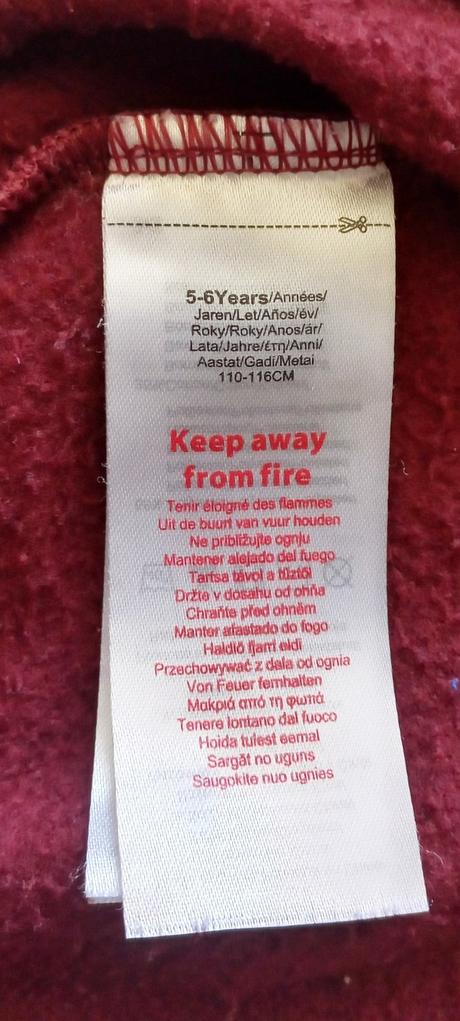 5-6Years/Années/
Jaren/Let/Años/év/
Roky/Roky/Anos/ár/
Lata/Jahre/έτη/Anni/
Aastat/Gadi/Metai
110-116CM
Keep away
from fire
Tenir éloigné des flammes
Uit de buurt van vuur houden
Ne približujte ognju
Mantener alejado del fuego
Tartsa távol a tűztől
Držte v dosahu od ohňa
Chraňte před ohněm
Manter afastado do fogo
Haldið fjarri eldi
Przechowywać z dala od ognia
Von Feuer fernhalten
Μακριά από τη φωτιά
Tenere lontano dal fuoco
Hoida tulest eemal
Sargāt no uguns
Saugokite nuo ugnies